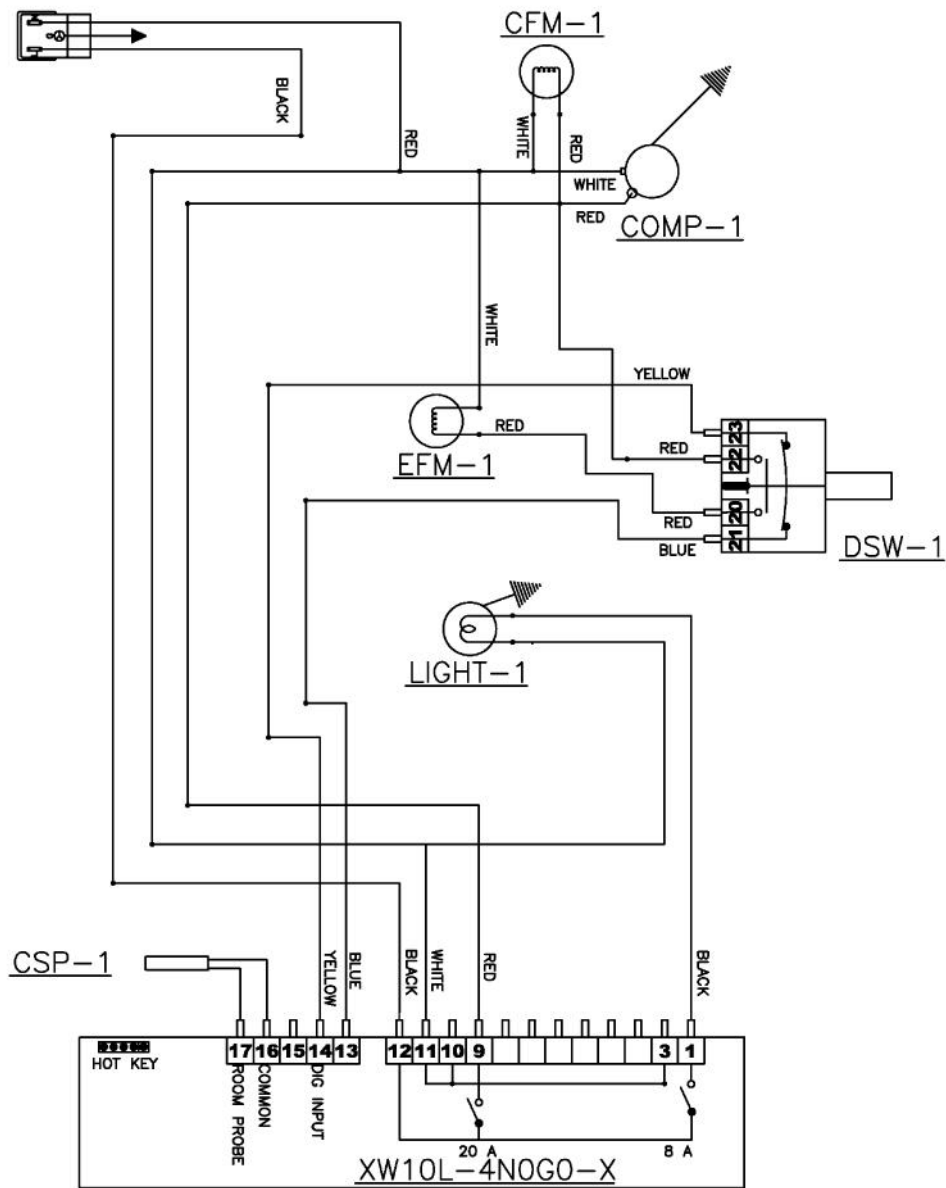 CFM-1
BLACK
RED
WHITE
RED
WHITE
RED
COMP-1
WHITE
YELLOW
RED
RED
EFM-1
RED
BLUE
23
22
20
21
DSW-1
LIGHT-1
CSP-1
YELLOW
BLUE
BLACK
WHITE
RED
BLACK
HOT KEY
17 16 15 14 13 12 11 10 9 3 1
ROOM PROBE
COMMON
DIG INPUT
20 A
8 A
XW10L-4N0G0-X